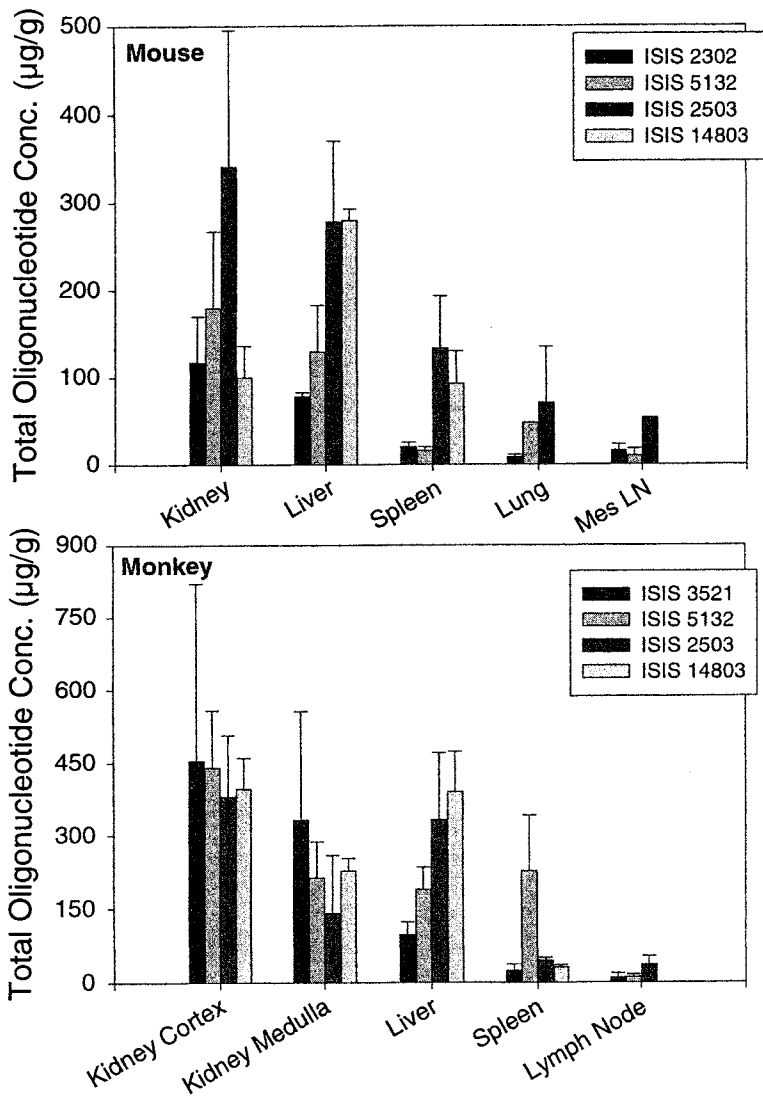 Total Oligonucleotide Conc. (µg/g)
500
400
300
200
100
0
Mouse
ISIS 2302
ISIS 5132
ISIS 2503
ISIS 14803
Kidney
Liver
Spleen
Lung
Mes LN
Total Oligonucleotide Conc. (µg/g)
900
750
600
450
300
150
0
Monkey
ISIS 3521
ISIS 5132
ISIS 2503
ISIS 14803
Kidney Cortex
Kidney Medulla
Liver
Spleen
Lymph Node